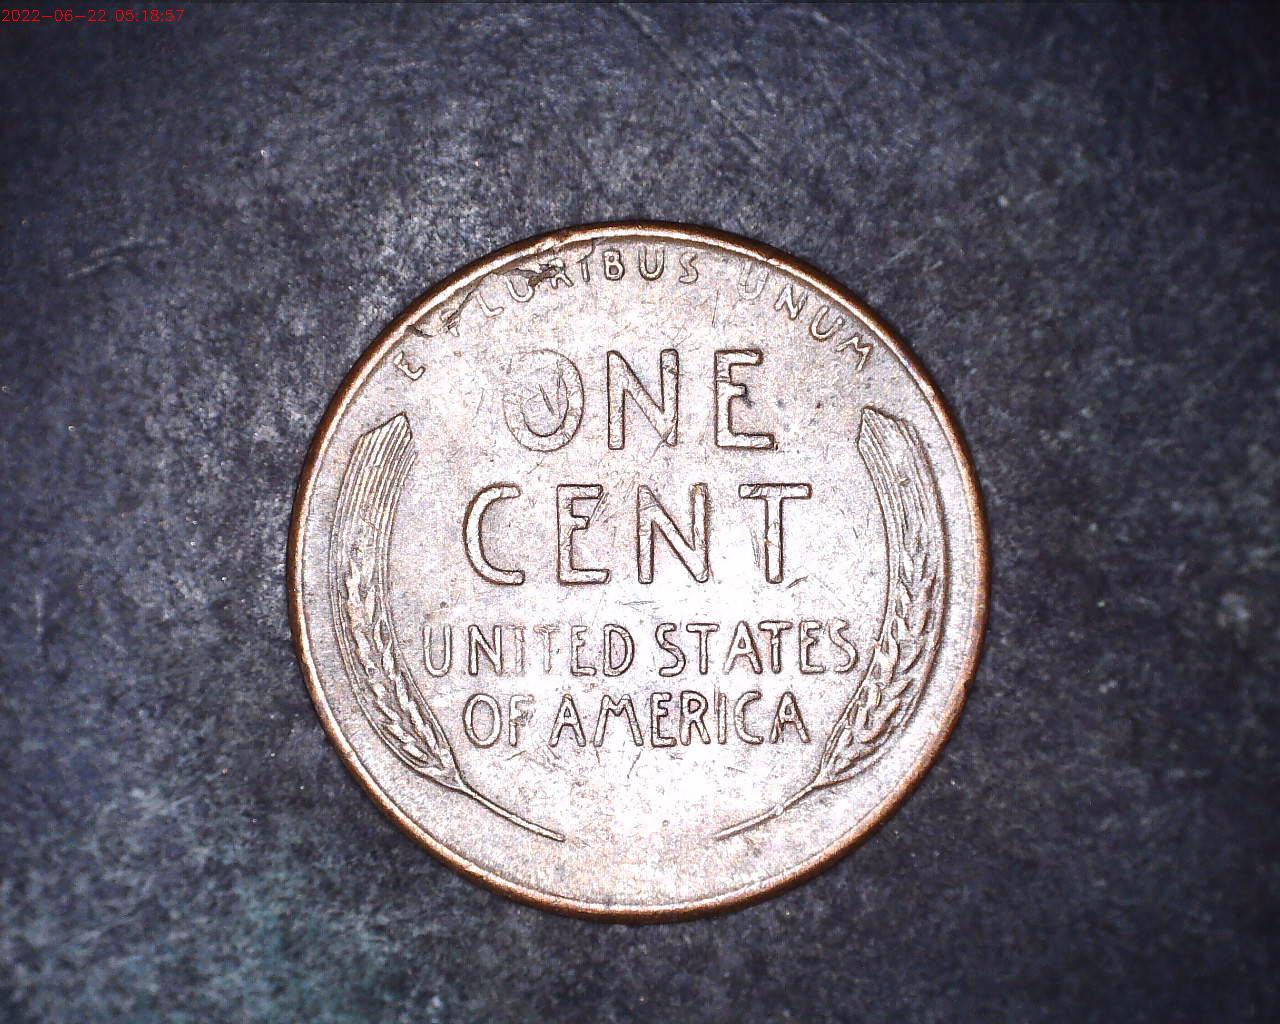 2022-06-22 05:18:57
E PLURIBUS UNUM
ONE
CENT
UNITED STATES
OF AMERICA